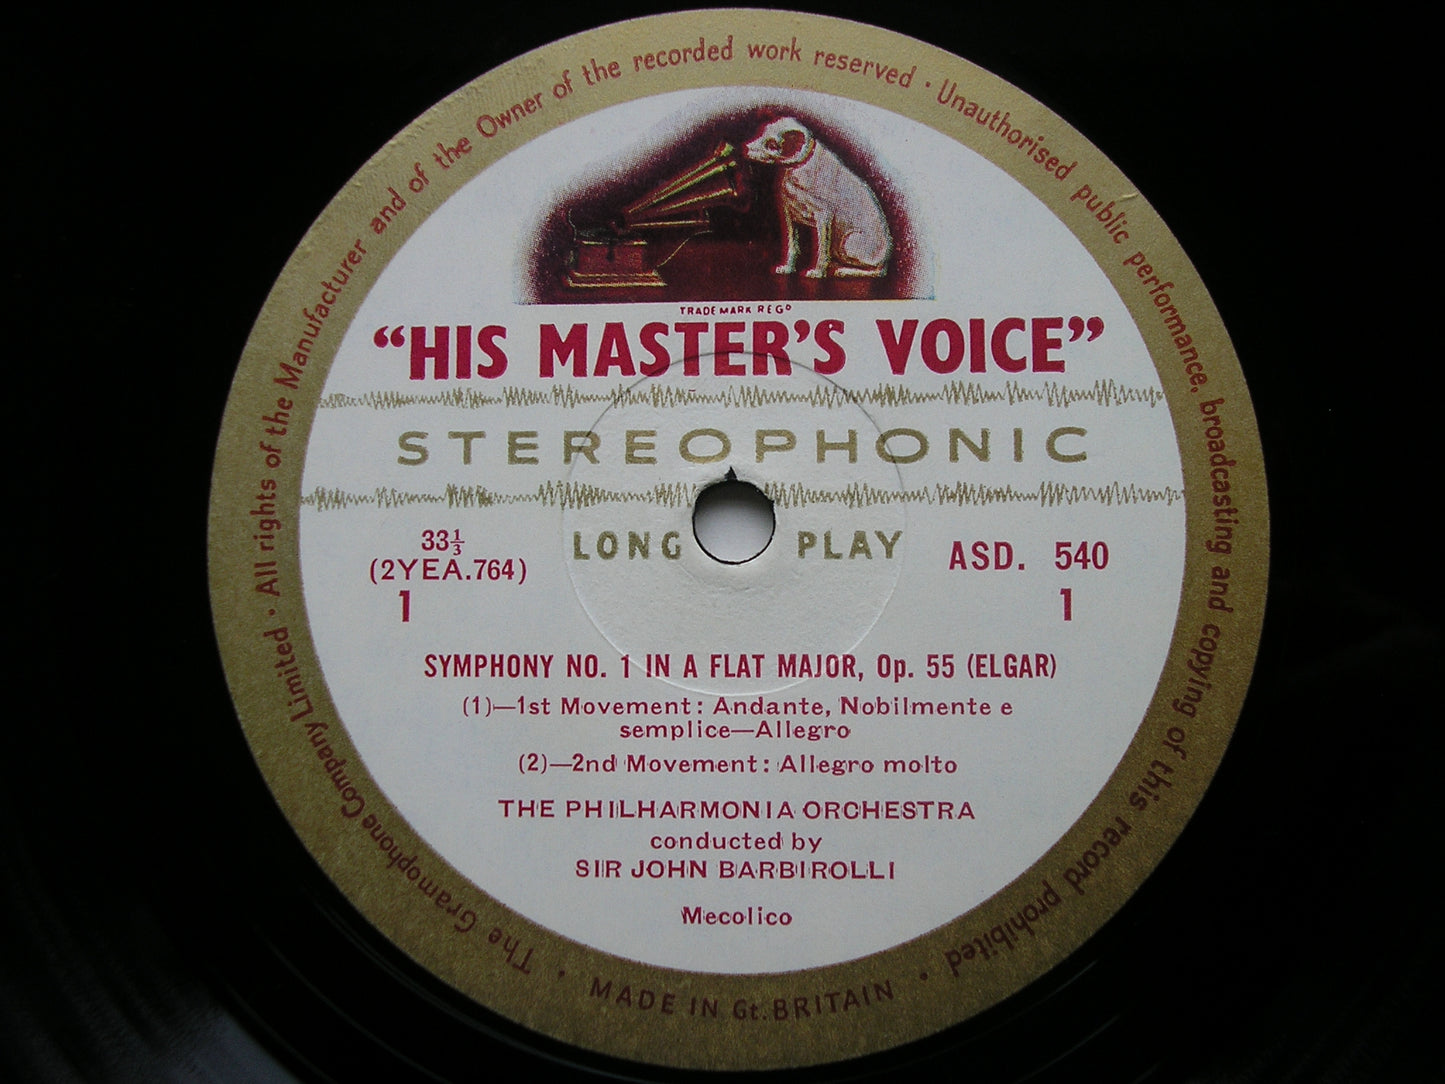 The Gramophone Company Limited · All rights of the Manufacturer and of the Owner of the recorded work reserved · Unauthorised public performance, broadcasting and copying of this record prohibited ·
TRADE MARK REGD
“HIS MASTER'S VOICE”
STEREOPHONIC
LONG PLAY
33⅓
(2YEA.764)
1
ASD. 540
1
SYMPHONY NO. 1 IN A FLAT MAJOR, Op. 55 (ELGAR)
(1)—1st Movement: Andante, Nobilmente e
semplice—Allegro
(2)—2nd Movement: Allegro molto
THE PHILHARMONIA ORCHESTRA
conducted by
SIR JOHN BARBIROLLI
Mecolico
MADE IN Gt. BRITAIN